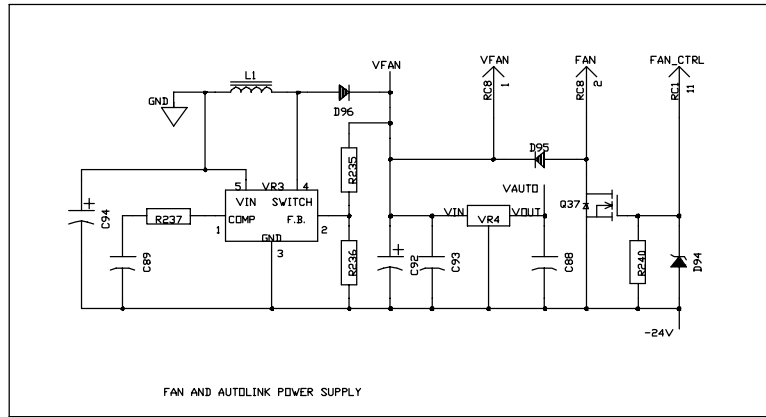 L1
VFAN
VFAN
FAN
FAN_CTRL
GND
RC8
1
RC8
2
RC1
11
D96
D95
R235
5
VR3
4
VIN
SWITCH
VAUTO
Q37
C94
R237
COMP
F.B.
VIN
VR4
VOUT
1
GND
2
3
C89
R236
C92
C93
C88
R240
D94
-24V
FAN AND AUTOLINK POWER SUPPLY